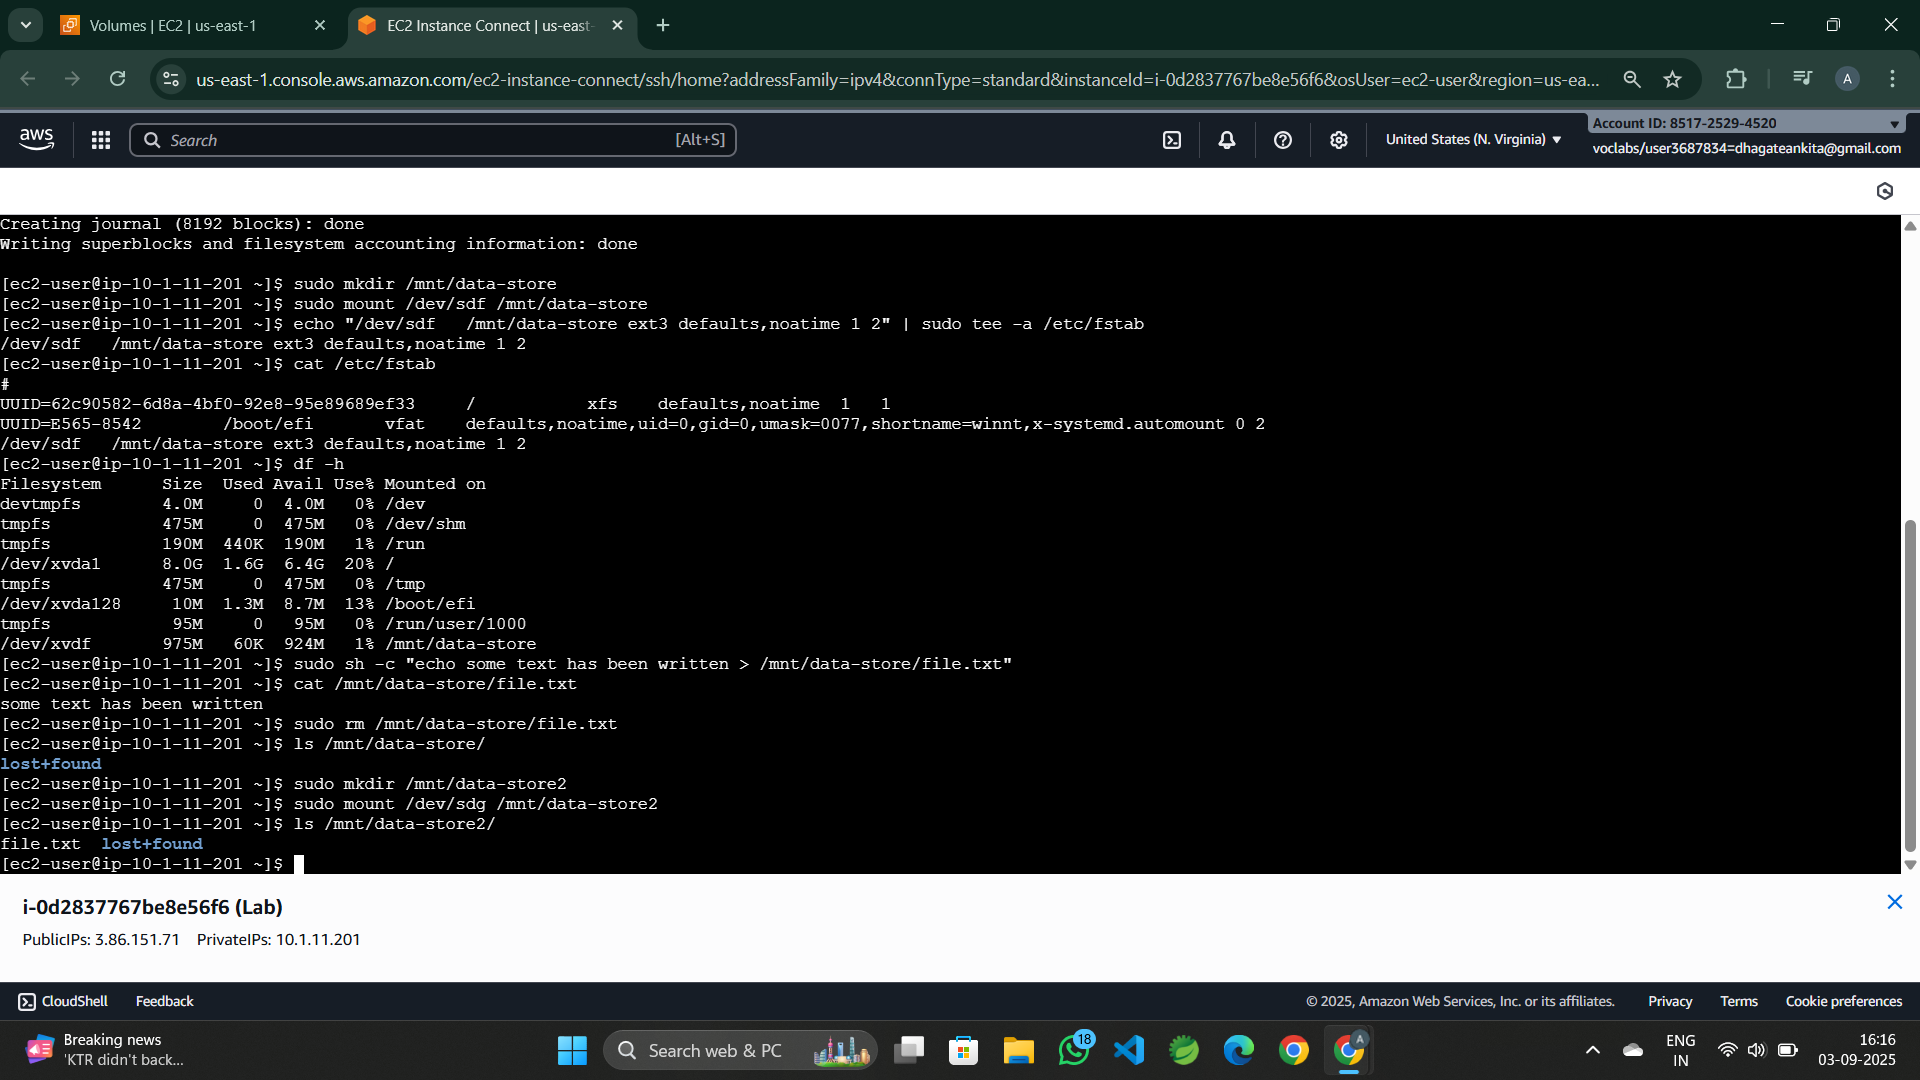 Volumes | EC2 | us-east-1
EC2 Instance Connect | us-east-
us-east-1.console.aws.amazon.com/ec2-instance-connect/ssh/home?addressFamily=ipv4&connType=standard&instanceId=i-0d2837767be8e56f6&osUser=ec2-user&region=us-ea...
A
aws
Search
[Alt+S]
United States (N. Virginia)
Account ID: 8517-2529-4520
voclabs/user3687834=dhagateankita@gmail.com
Creating journal (8192 blocks): done
Writing superblocks and filesystem accounting information: done
[ec2-user@ip-10-1-11-201 ~]$ sudo mkdir /mnt/data-store
[ec2-user@ip-10-1-11-201 ~]$ sudo mount /dev/sdf /mnt/data-store
[ec2-user@ip-10-1-11-201 ~]$ echo "/dev/sdf   /mnt/data-store ext3 defaults,noatime 1 2" | sudo tee -a /etc/fstab
/dev/sdf   /mnt/data-store ext3 defaults,noatime 1 2
[ec2-user@ip-10-1-11-201 ~]$ cat /etc/fstab
#
UUID=62c90582-6d8a-4bf0-92e8-95e89689ef33     /           xfs    defaults,noatime  1   1
UUID=E565-8542        /boot/efi       vfat    defaults,noatime,uid=0,gid=0,umask=0077,shortname=winnt,x-systemd.automount 0 2
/dev/sdf   /mnt/data-store ext3 defaults,noatime 1 2
[ec2-user@ip-10-1-11-201 ~]$ df -h
Filesystem      Size  Used Avail Use% Mounted on
devtmpfs        4.0M     0  4.0M   0% /dev
tmpfs           475M     0  475M   0% /dev/shm
tmpfs           190M  440K  190M   1% /run
/dev/xvda1      8.0G  1.6G  6.4G  20% /
tmpfs           475M     0  475M   0% /tmp
/dev/xvda128     10M  1.3M  8.7M  13% /boot/efi
tmpfs            95M     0   95M   0% /run/user/1000
/dev/xvdf       975M   60K  924M   1% /mnt/data-store
[ec2-user@ip-10-1-11-201 ~]$ sudo sh -c "echo some text has been written > /mnt/data-store/file.txt"
[ec2-user@ip-10-1-11-201 ~]$ cat /mnt/data-store/file.txt
some text has been written
[ec2-user@ip-10-1-11-201 ~]$ sudo rm /mnt/data-store/file.txt
[ec2-user@ip-10-1-11-201 ~]$ ls /mnt/data-store/
lost+found
[ec2-user@ip-10-1-11-201 ~]$ sudo mkdir /mnt/data-store2
[ec2-user@ip-10-1-11-201 ~]$ sudo mount /dev/sdg /mnt/data-store2
[ec2-user@ip-10-1-11-201 ~]$ ls /mnt/data-store2/
file.txt  lost+found
[ec2-user@ip-10-1-11-201 ~]$
i-0d2837767be8e56f6 (Lab)
PublicIPs: 3.86.151.71    PrivateIPs: 10.1.11.201
CloudShell
Feedback
© 2025, Amazon Web Services, Inc. or its affiliates.
Privacy
Terms
Cookie preferences
Breaking news
'KTR didn't back...
Search web & PC
18
A
ENG
IN
16:16
03-09-2025